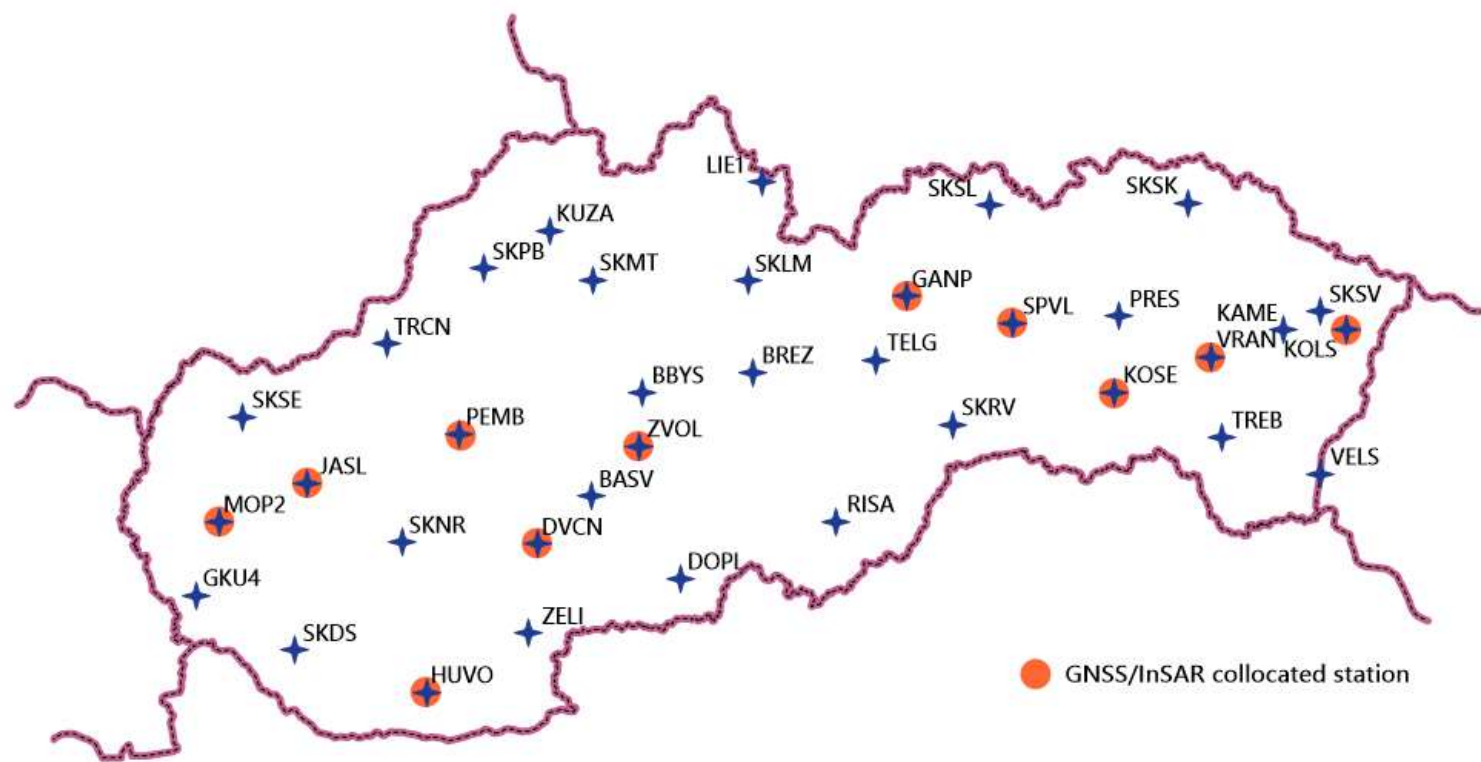 LIE1
SKSL
SKSK
KUZA
SKPB
SKMT
SKLM
GANP
SPVL
PRES
KAME
SKSV
VRAN
KOLS
TRCN
TELG
BREZ
BBYS
KOSE
SKSE
PEMB
ZVOL
SKRV
TREB
JASL
BASV
VELS
MOP2
SKNR
DVCN
RISA
GKU4
DOPL
SKDS
ZELI
HUVO
GNSS/InSAR collocated station